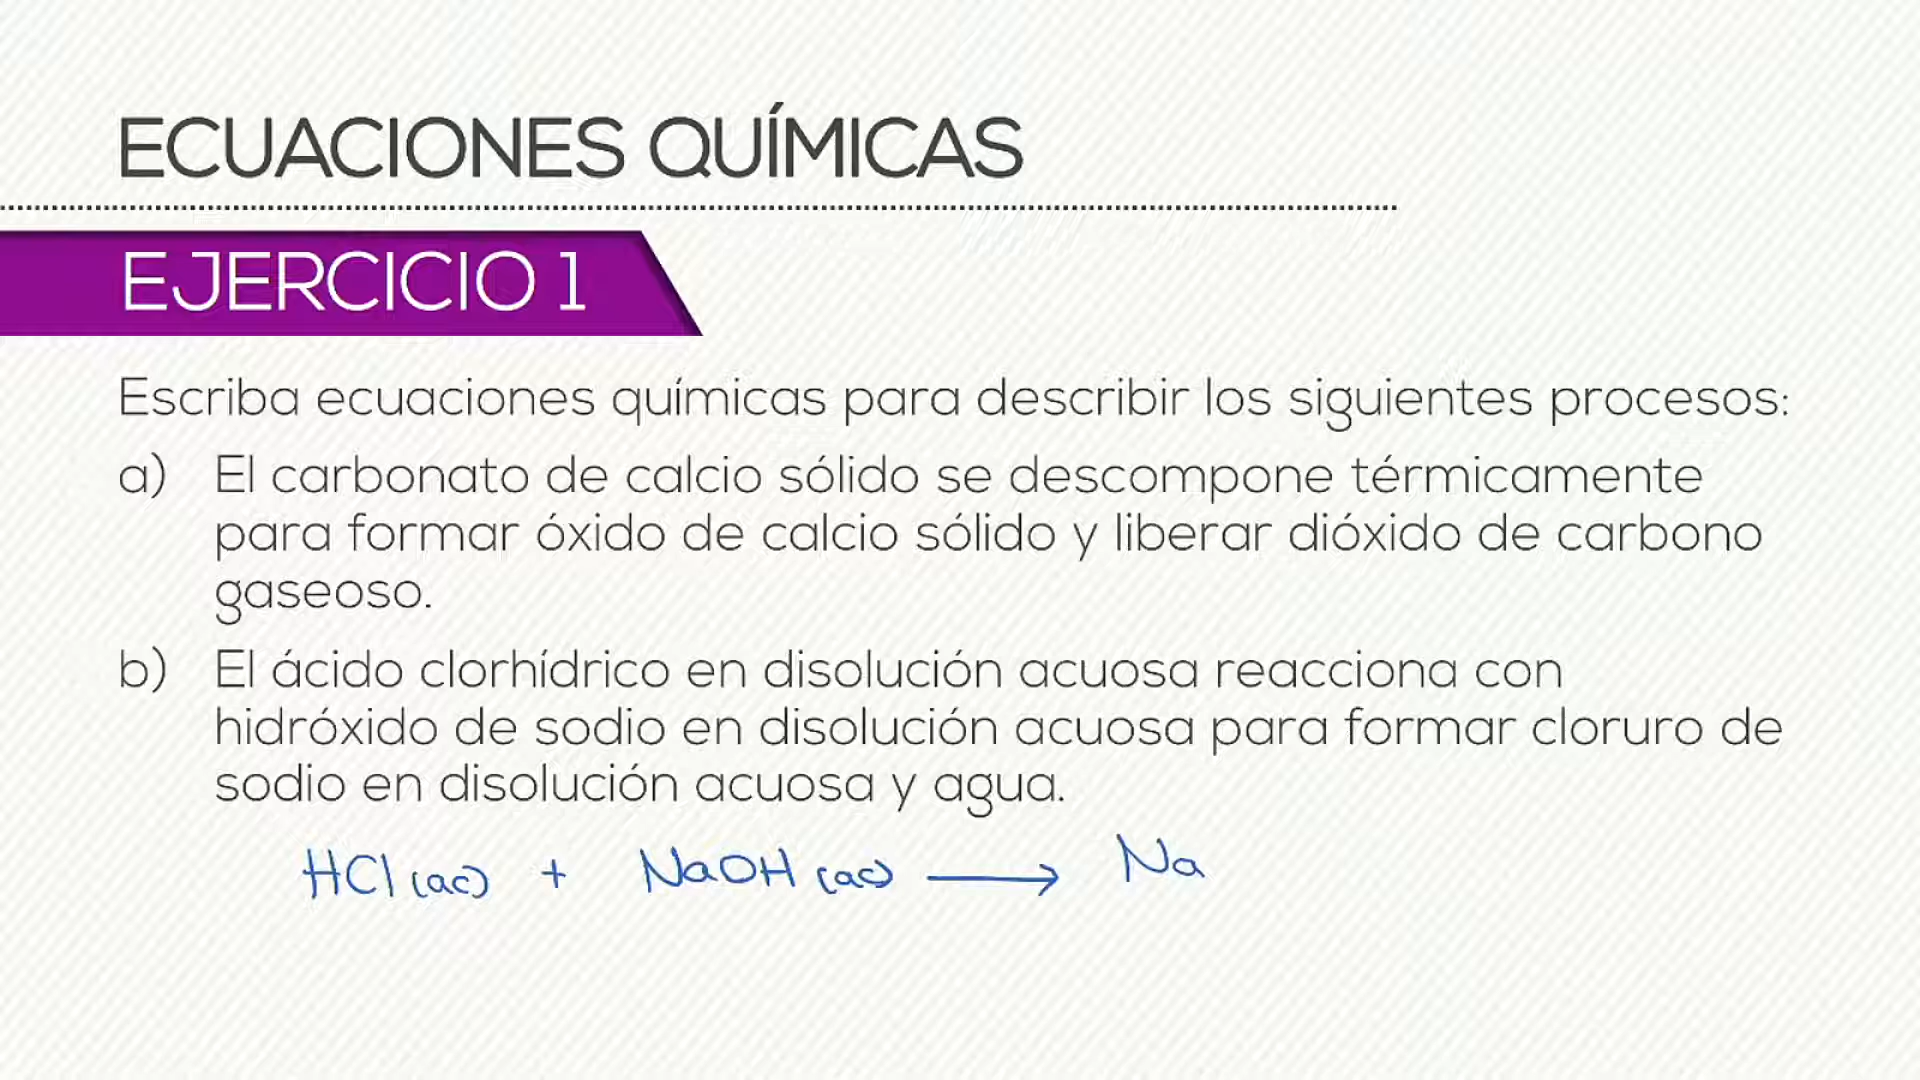 ECUACIONES QUÍMICAS
EJERCICIO 1
Escriba ecuaciones químicas para describir los siguientes procesos:
a) El carbonato de calcio sólido se descompone térmicamente
para formar óxido de calcio sólido y liberar dióxido de carbono
gaseoso.
b) El ácido clorhídrico en disolución acuosa reacciona con
hidróxido de sodio en disolución acuosa para formar cloruro de
sodio en disolución acuosa y agua.
HCl (ac) + NaOH (ac) ⟶ Na